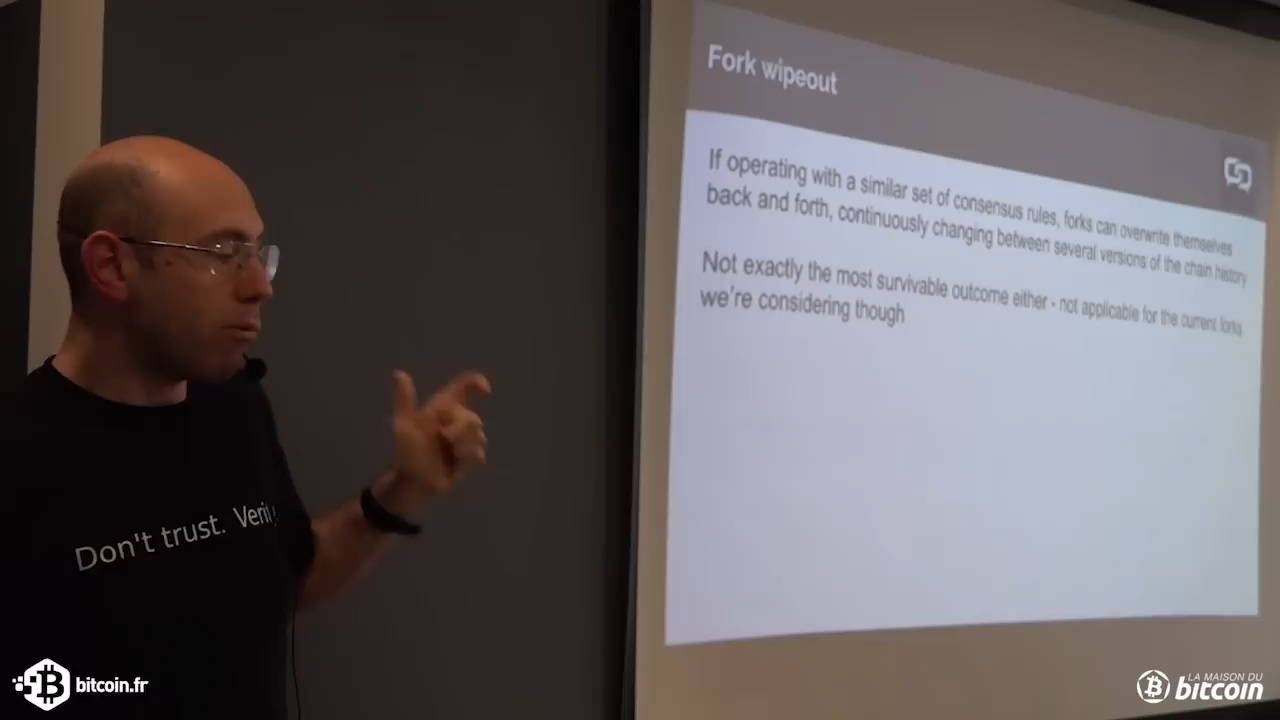 Fork wipeout
If operating with a similar set of consensus rules, forks can overwrite themselves
back and forth, continuously changing between several versions of the chain history
Not exactly the most survivable outcome either - not applicable for the current forks
we're considering though
Don't trust. Verify
bitcoin.fr
LA MAISON DU
bitcoin